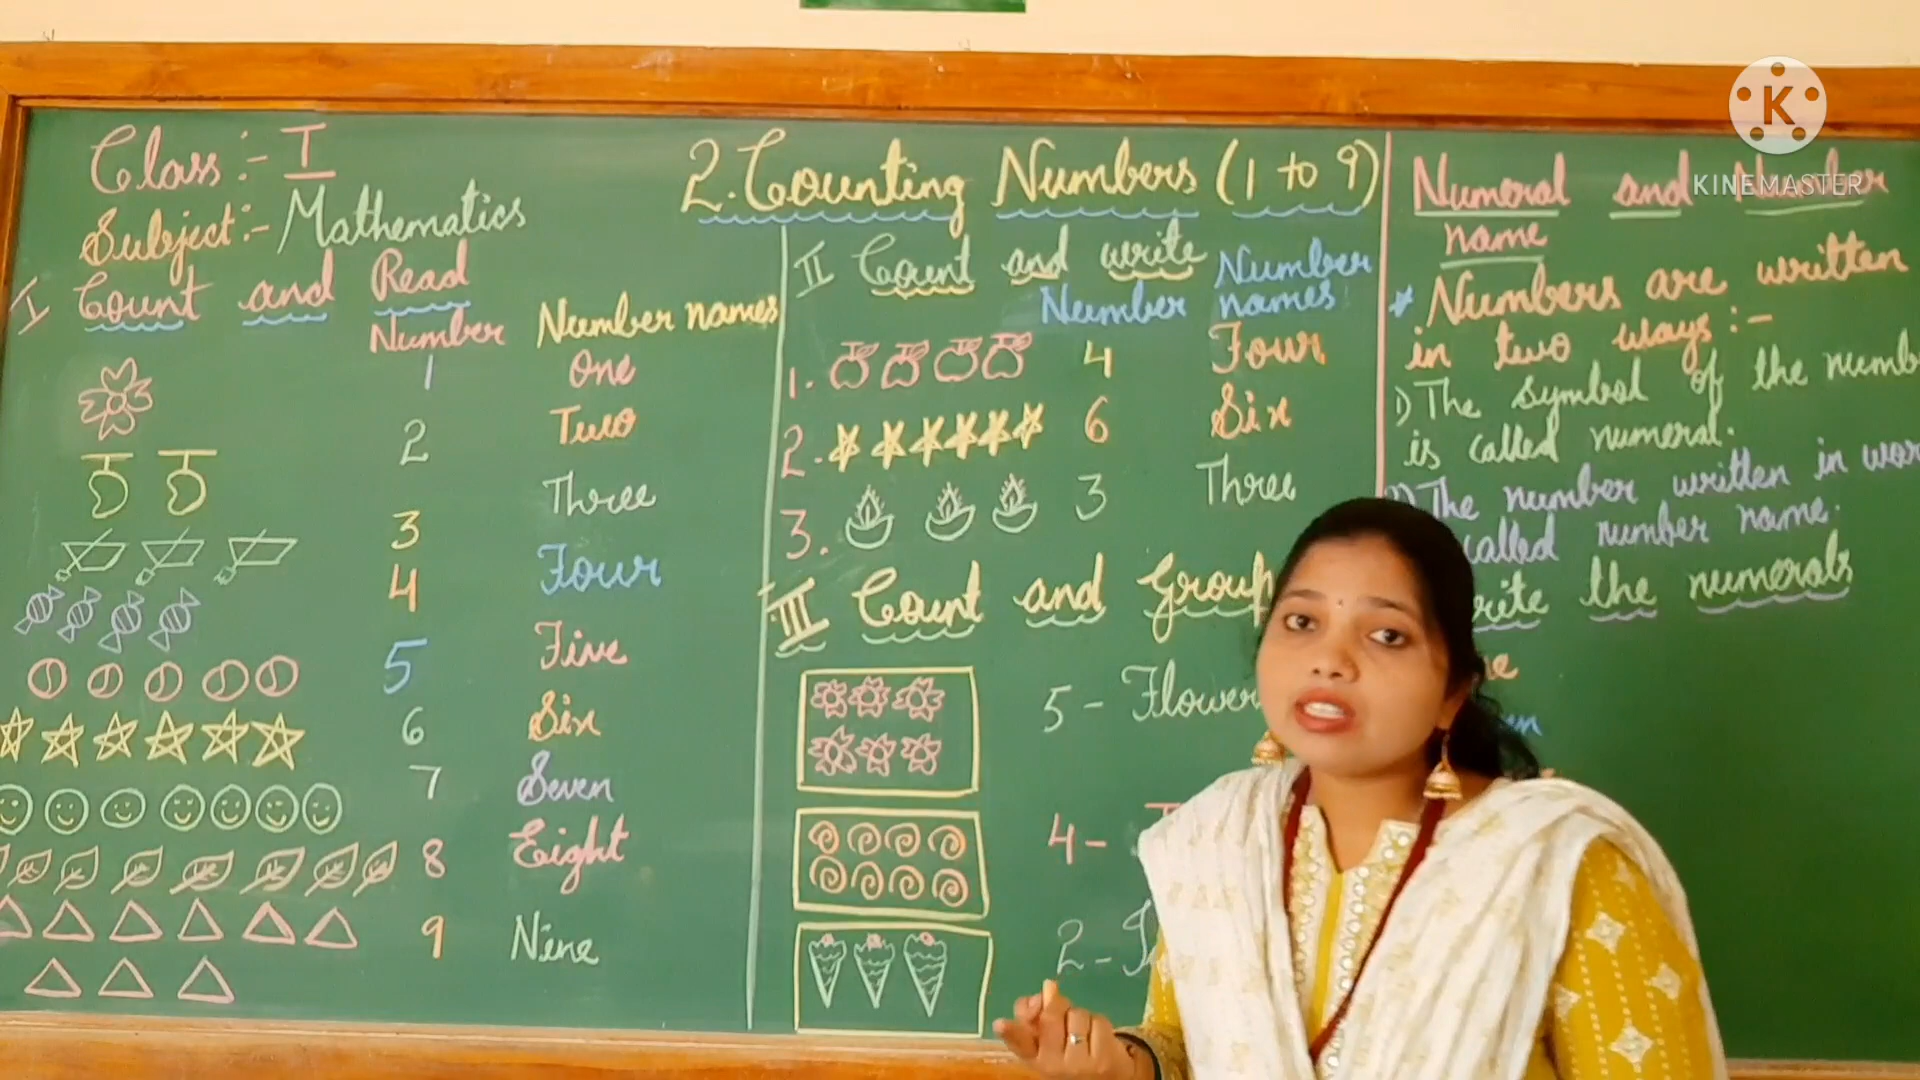 Class:- I
Subject:- Mathematics
2. Counting Numbers (1 to 9)
I Count and Read
Number Number names
1 One
2 Two
3 Three
4 Four
5 Five
6 Six
7 Seven
8 Eight
9 Nine
II Count and write
Number Number names
1. 4 Four
2. 6 Six
3. 3 Three
III Count and Group
5 - Flower
4 -
2 -
Numeral and Number
name
* Numbers are written
in two ways :-
1) The symbol of the numb
is called numeral.
The number written in wor
called number name.
rite the numerals
K
KINEMASTER